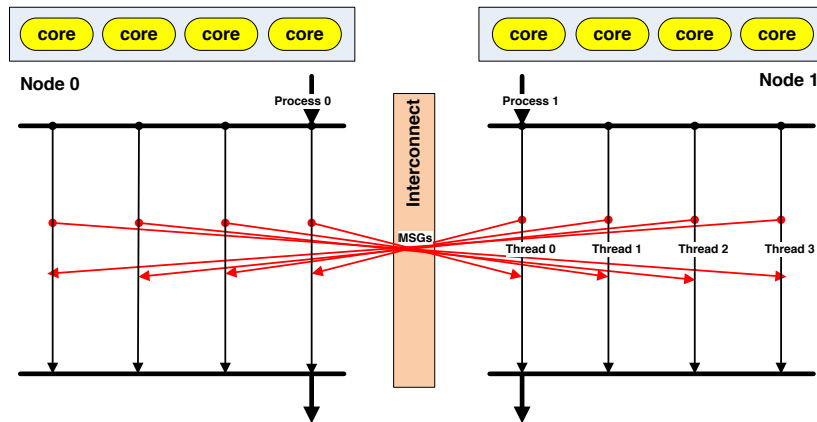 core core core core
core core core core
Node 0
Node 1
Process 0
Process 1
Interconnect
MSGs
Thread 0 Thread 1 Thread 2 Thread 3